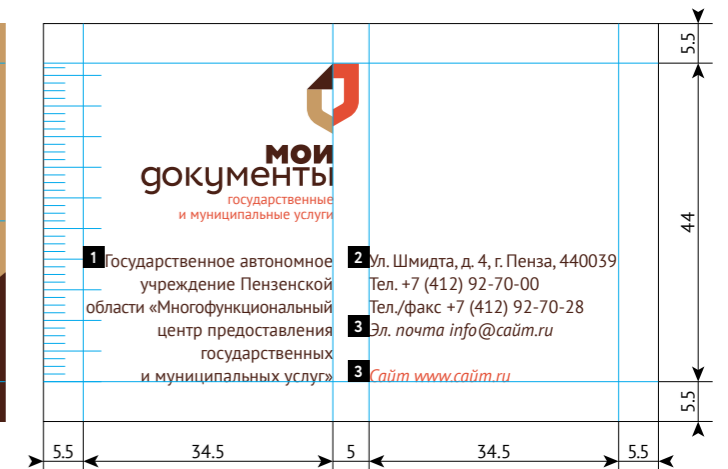 5.5
мои
документы
государственные
и муниципальные услуги
44
1 Государственное автономное
учреждение Пензенской
области «Многофункциональный
центр предоставления
государственных
и муниципальных услуг»
2 Ул. Шмидта, д. 4, г. Пенза, 440039
Тел. +7 (412) 92-70-00
Тел./факс +7 (412) 92-70-28
3 Эл. почта info@сайт.ru
3 Сайт www.сайт.ru
5.5
5.5 34.5 5 34.5 5.5